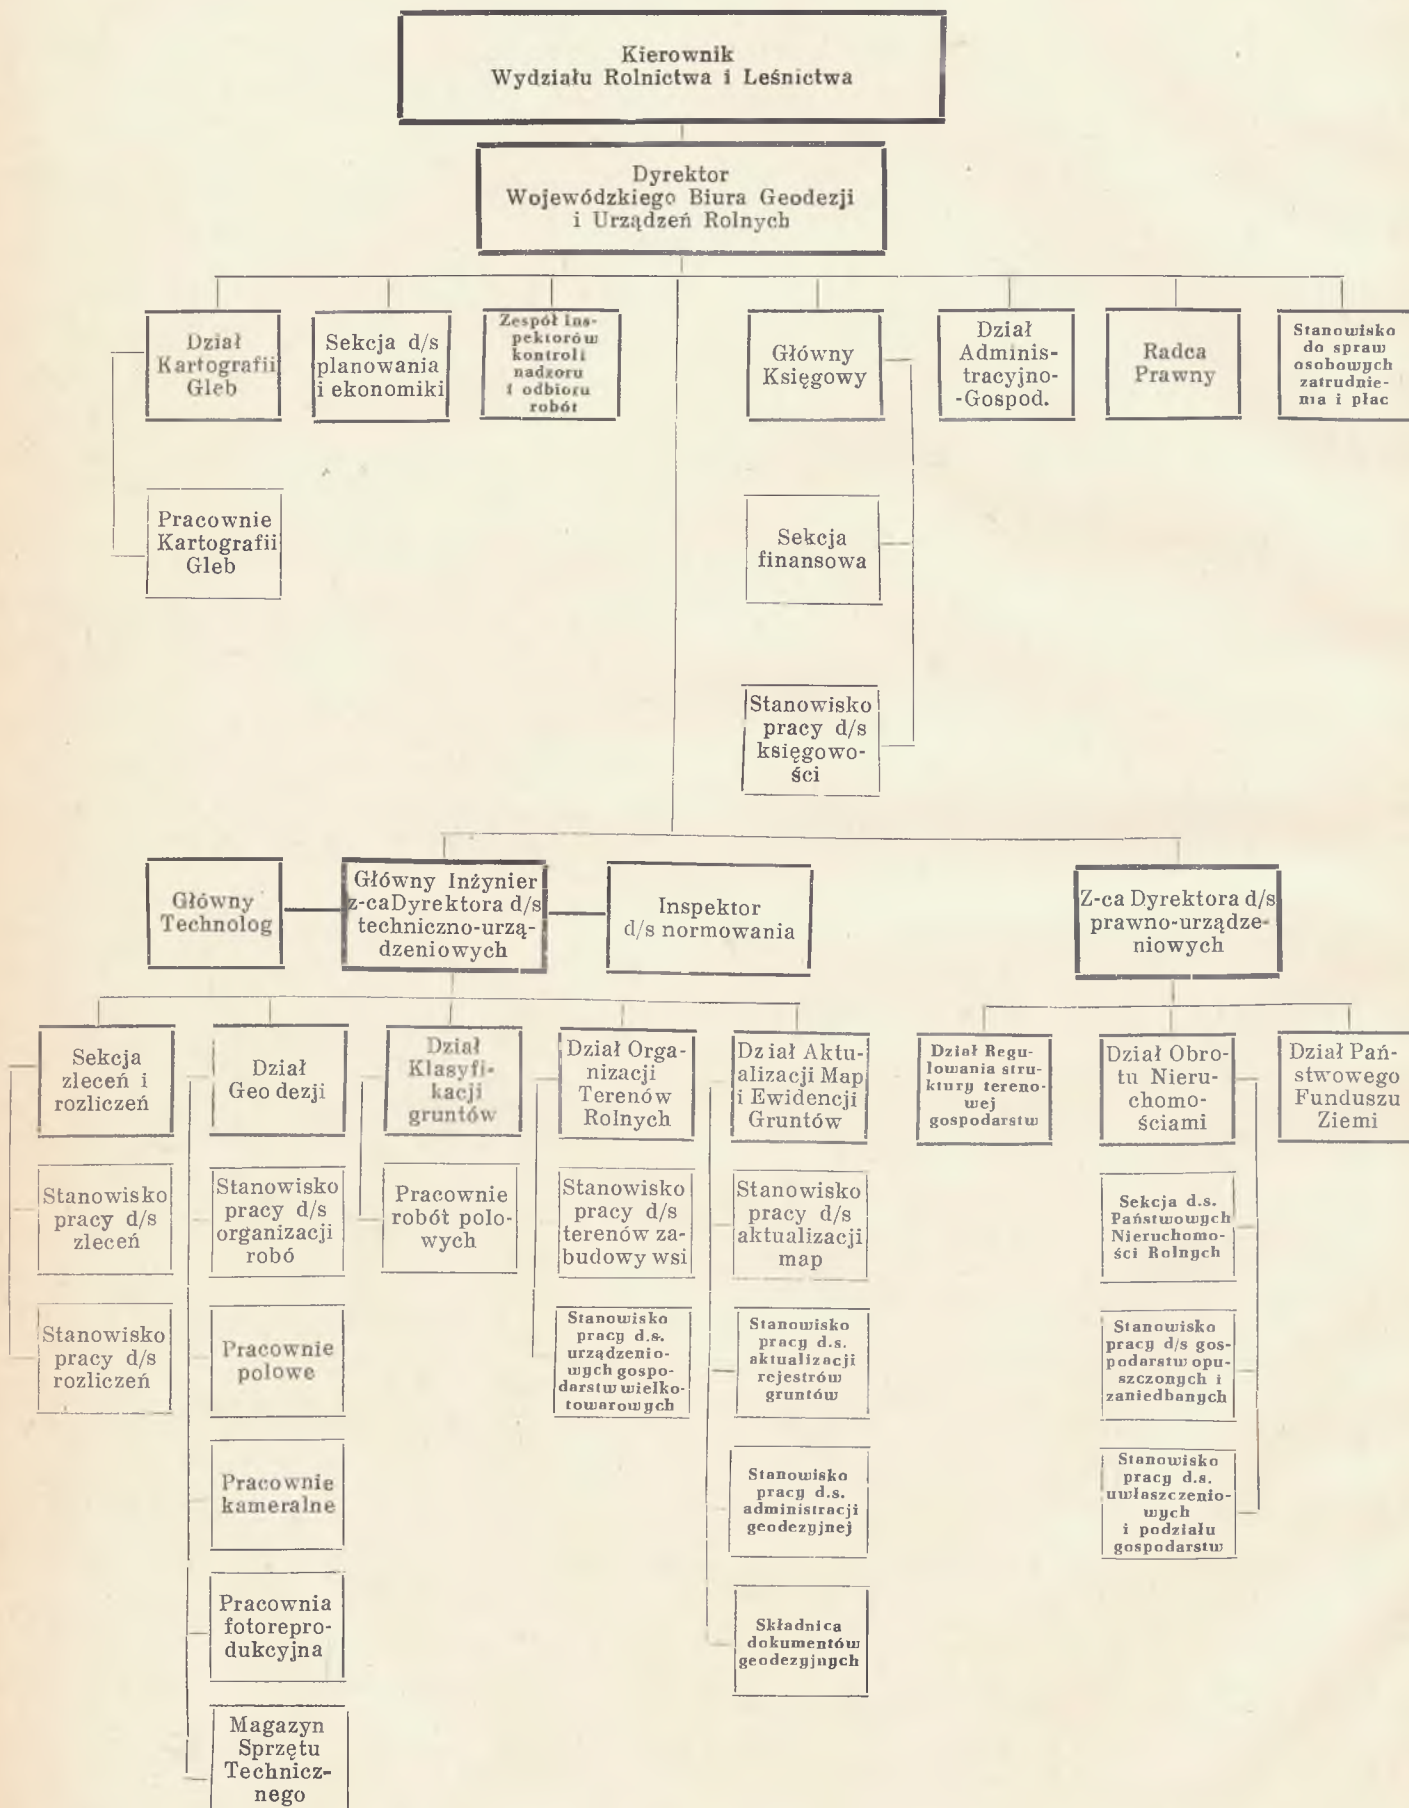 Kierownik
Wydziału Rolnictwa i Leśnictwa
Dyrektor
Wojewódzkiego Biura Geodezji
i Urządzeń Rolnych
Dział
Kartografii
Gleb
Sekcja d/s
planowania
i ekonomiki
Zespół Ins-
pektorów
kontroli
nadzoru
i odbioru
robót
Główny
Księgowy
Dział
Adminis-
tracyjno-
-Gospod.
Radca
Prawny
Stanowisko
do spraw
osobowych
zatrudnie-
nia i płac
Pracownie
Kartografii
Gleb
Sekcja
finansowa
Stanowisko
pracy d/s
księgowo-
ści
Główny
Technolog
Główny Inżynier
z-caDyrektora d/s
techniczno-urzą-
dzeniowych
Inspektor
d/s normowania
Z-ca Dyrektora d/s
prawno-urządze-
niowych
Sekcja
zleceń i
rozliczeń
Dział
Geo dezji
Dział
Klasyfi-
kacji
gruntów
Dział Orga-
nizacji
Terenów
Rolnych
Dział Aktu-
alizacji Map
i Ewidencji
Gruntów
Dział Regu-
lowania stru-
ktury tereno-
wej
gospodarstw
Dział Obro-
tu Nieru-
chomo-
ściami
Dział Pań-
stwowego
Funduszu
Ziemi
Stanowisko
pracy d/s
zleceń
Stanowisko
pracy d/s
organizacji
robó
Pracownie
robót polo-
wych
Stanowisko
pracy d/s
terenów za-
budowy wsi
Stanowisko
pracy d/s
aktualizacji
map
Sekcja d.s.
Państwowych
Nieruchomo-
ści Rolnych
Stanowisko
pracy d/s
rozliczeń
Pracownie
polowe
Stanowisko
pracy d.s.
urządzenio-
wych gospo-
darstw wielko-
towarowych
Stanowisko
pracy d.s.
aktualizacji
rejestrów
gruntów
Stanowisko
pracy d/s gos-
podarstw opu-
szczonych i
zaniedbanych
Pracownie
kameralne
Stanowisko
pracy d.s.
administracji
geodezyjnej
Stanowisko
pracy d.s.
uwłaszczenio-
wych
i podziału
gospodarstw
Pracownia
fotorepro-
dukcyjna
Składnica
dokumentów
geodezyjnych
Magazyn
Sprzętu
Technicz-
nego